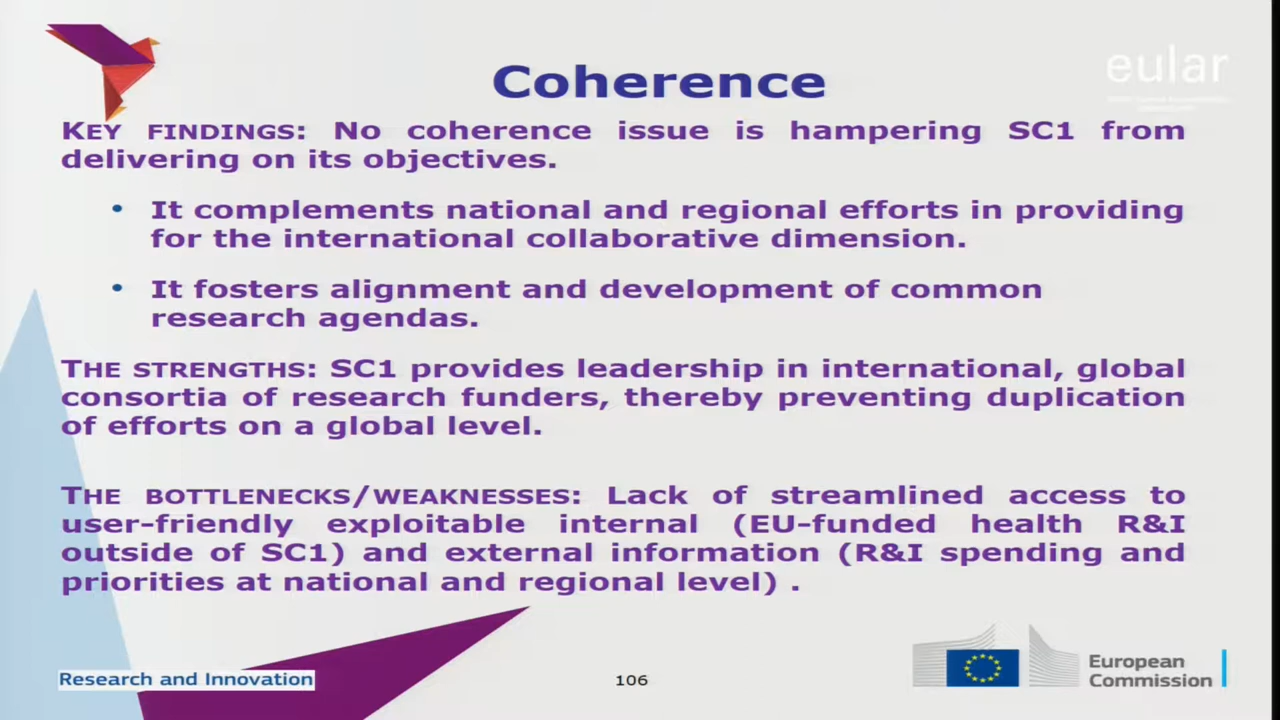 Coherence
eular
KEY FINDINGS: No coherence issue is hampering SC1 from
delivering on its objectives.
• It complements national and regional efforts in providing
for the international collaborative dimension.
• It fosters alignment and development of common
research agendas.
THE STRENGTHS: SC1 provides leadership in international, global
consortia of research funders, thereby preventing duplication
of efforts on a global level.
THE BOTTLENECKS/WEAKNESSES: Lack of streamlined access to
user-friendly exploitable internal (EU-funded health R&I
outside of SC1) and external information (R&I spending and
priorities at national and regional level) .
Research and Innovation
106
European
Commission